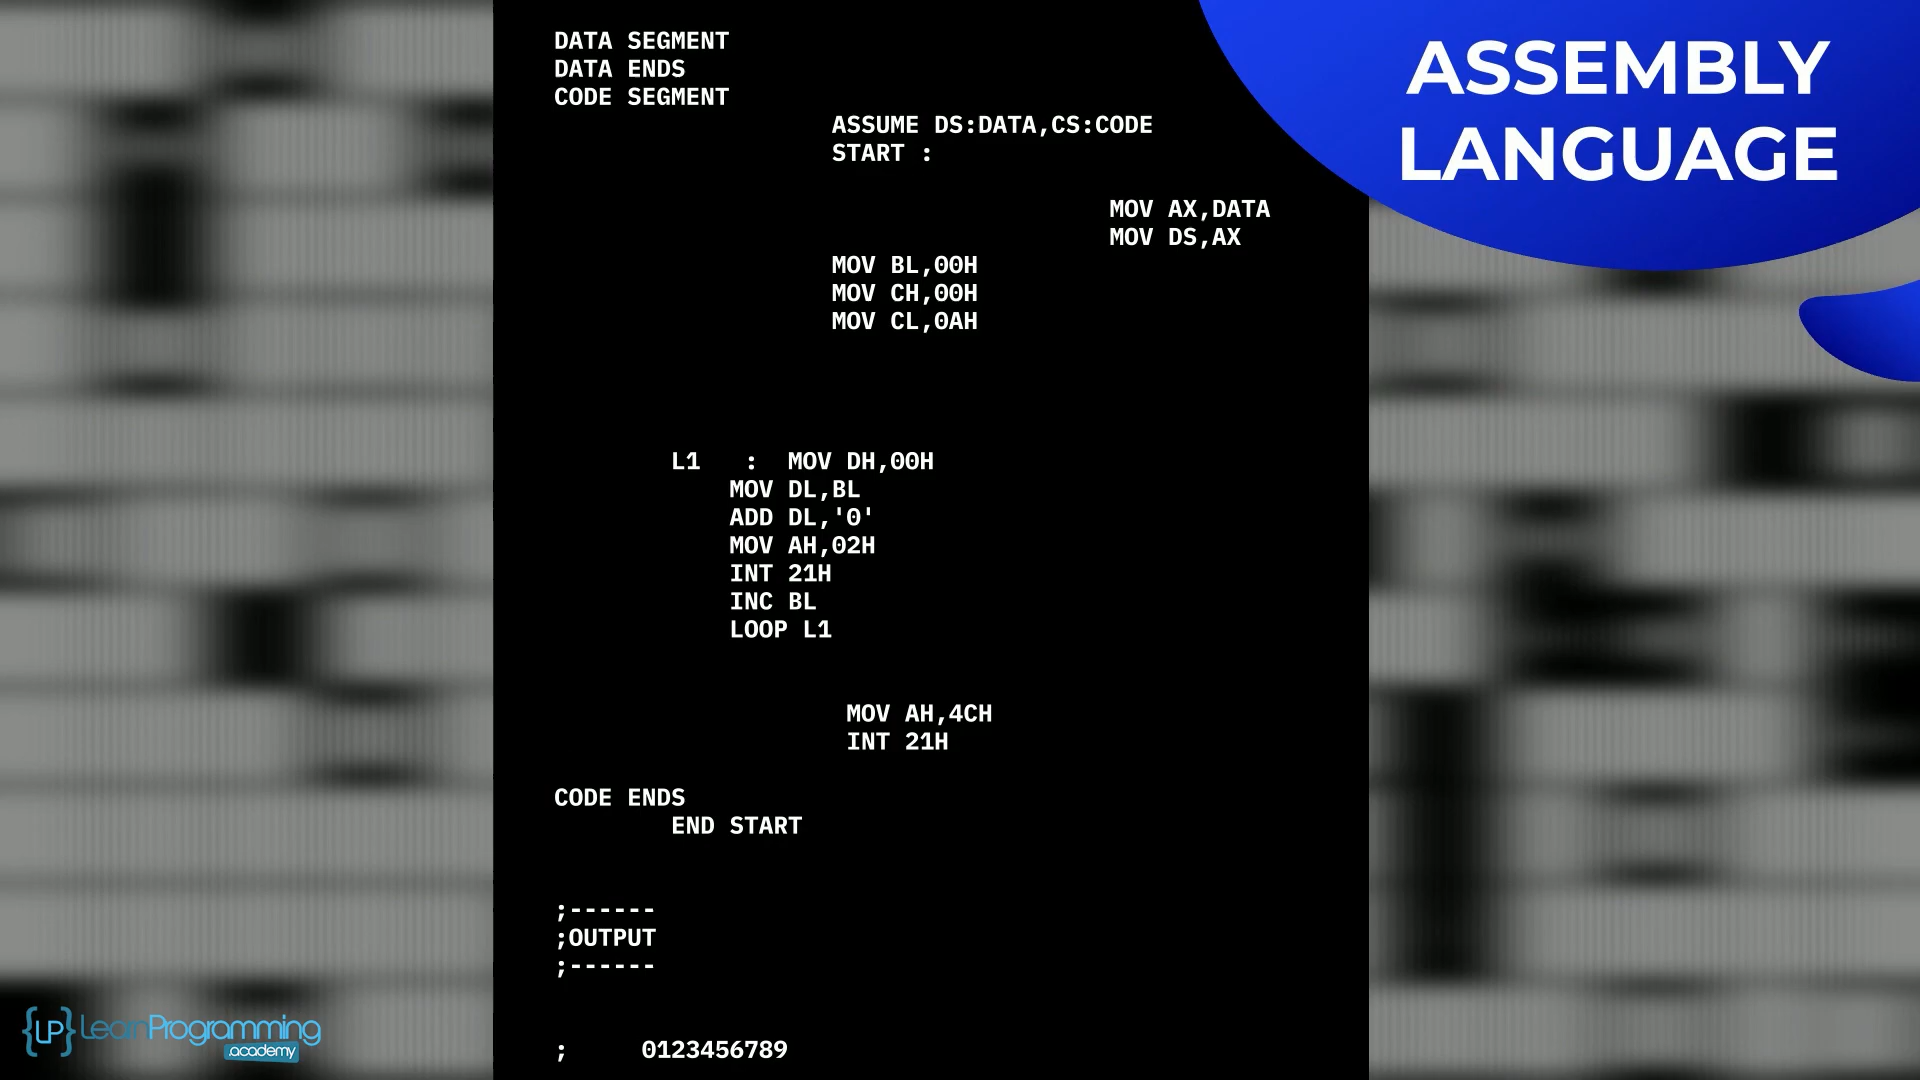 ASSEMBLY
LANGUAGE
DATA SEGMENT
DATA ENDS
CODE SEGMENT
ASSUME DS:DATA,CS:CODE
START :
MOV AX,DATA
MOV DS,AX
MOV BL,00H
MOV CH,00H
MOV CL,0AH
L1 : MOV DH,00H
MOV DL,BL
ADD DL,'0'
MOV AH,02H
INT 21H
INC BL
LOOP L1
MOV AH,4CH
INT 21H
CODE ENDS
END START
;------
;OUTPUT
;------
; 0123456789
{LP} LearnProgramming
.academy